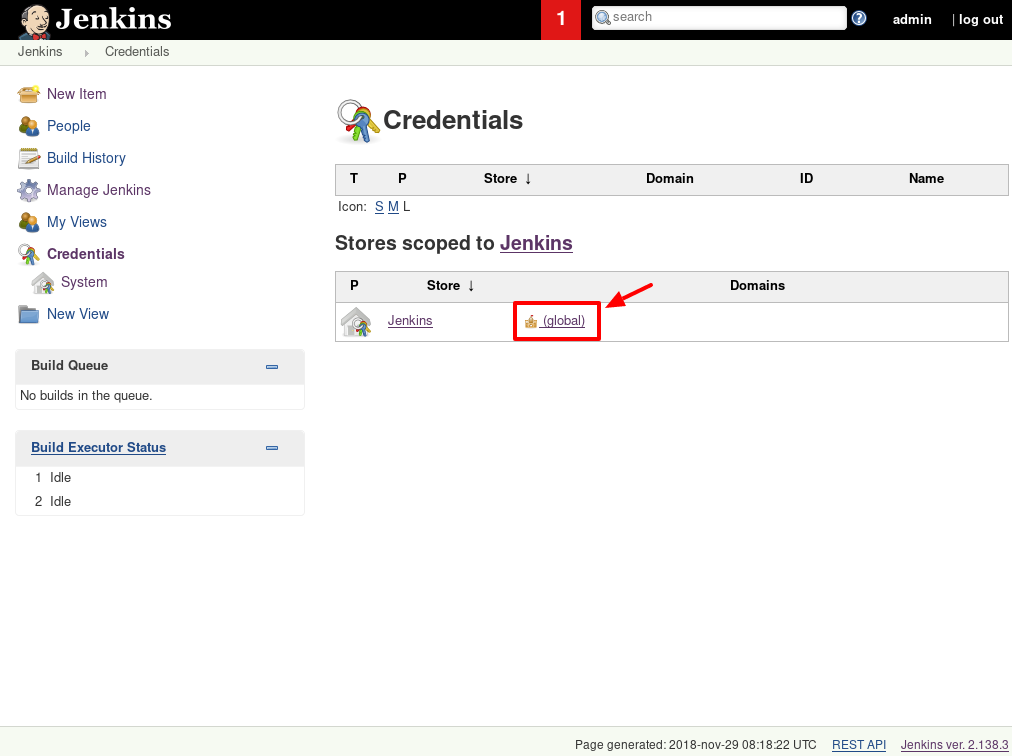 Jenkins 1 search ? admin | log out
Jenkins Credentials
New Item
People
Build History
Manage Jenkins
My Views
Credentials
System
New View
Build Queue
No builds in the queue.
Build Executor Status
1 Idle
2 Idle
Credentials
T P Store ↓ Domain ID Name
Icon: S M L
Stores scoped to Jenkins
P Store ↓ Domains
Jenkins (global)
Page generated: 2018-nov-29 08:18:22 UTC REST API Jenkins ver. 2.138.3